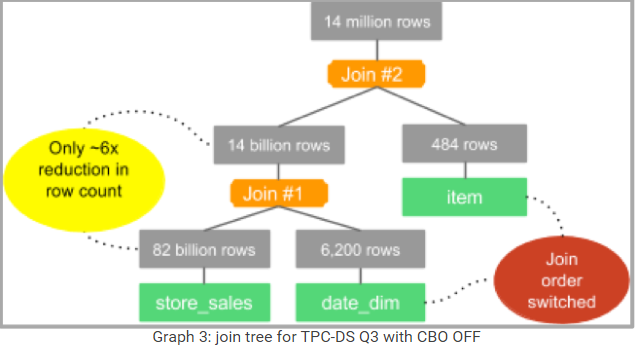 14 million rows
Join #2
Only ~6x
reduction in
row count
14 billion rows
484 rows
Join #1
item
82 billion rows
6,200 rows
Join
order
switched
store_sales
date_dim
Graph 3: join tree for TPC-DS Q3 with CBO OFF